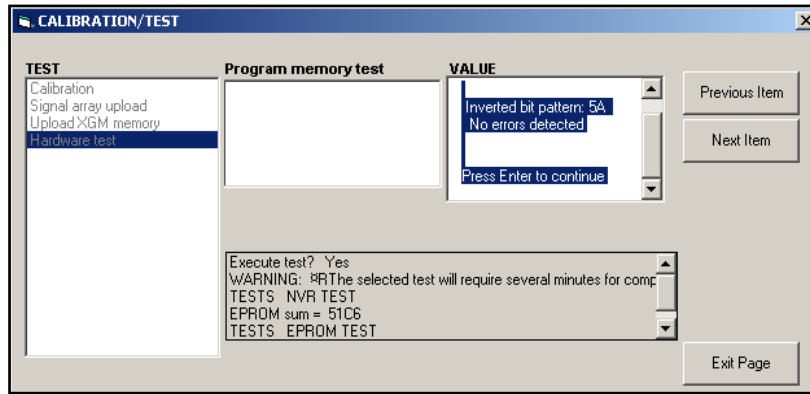 CALIBRATION/TEST
TEST
Calibration
Signal array upload
Upload XGM memory
Hardware test
Program memory test
VALUE
Inverted bit pattern: 5A
No errors detected
Press Enter to continue
Previous Item
Next Item
Execute test?  Yes
WARNING:  ¤RThe selected test will require several minutes for comp
TESTS  NVR TEST
EPROM sum =  51C6
TESTS  EPROM TEST
Exit Page